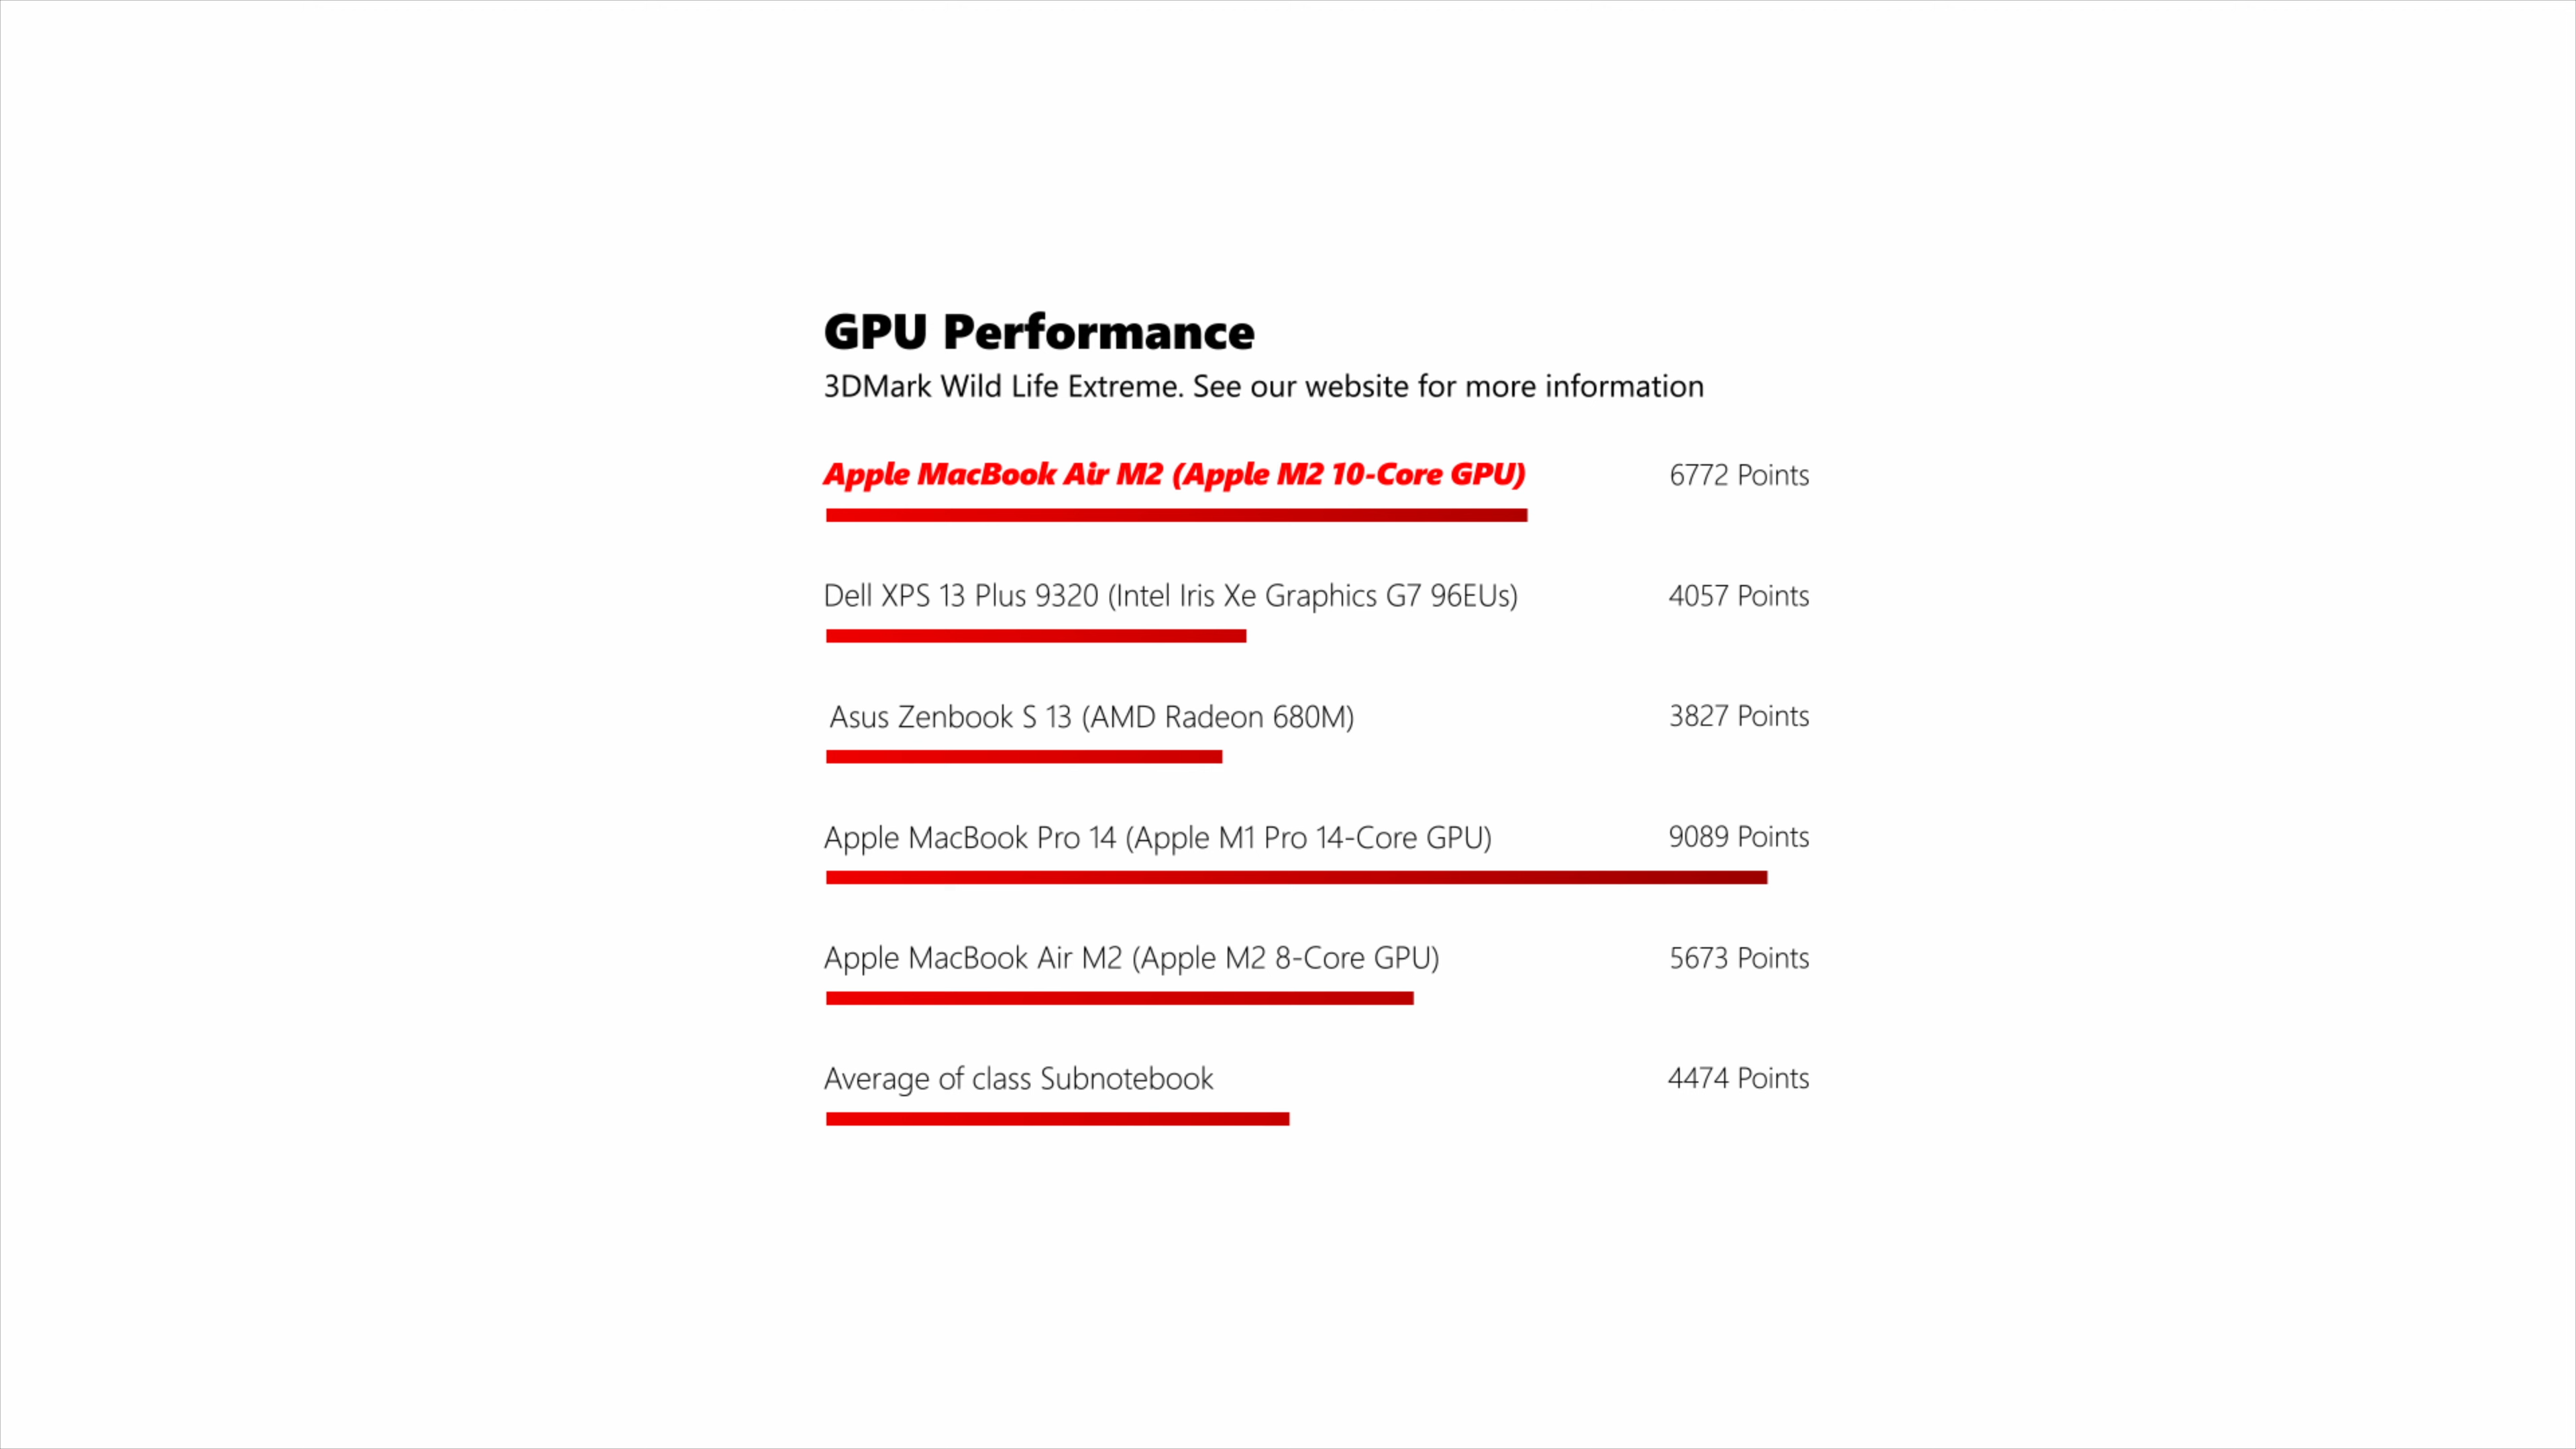 GPU Performance
3DMark Wild Life Extreme. See our website for more information
Apple MacBook Air M2 (Apple M2 10-Core GPU) 6772 Points
Dell XPS 13 Plus 9320 (Intel Iris Xe Graphics G7 96EUs) 4057 Points
Asus Zenbook S 13 (AMD Radeon 680M) 3827 Points
Apple MacBook Pro 14 (Apple M1 Pro 14-Core GPU) 9089 Points
Apple MacBook Air M2 (Apple M2 8-Core GPU) 5673 Points
Average of class Subnotebook 4474 Points